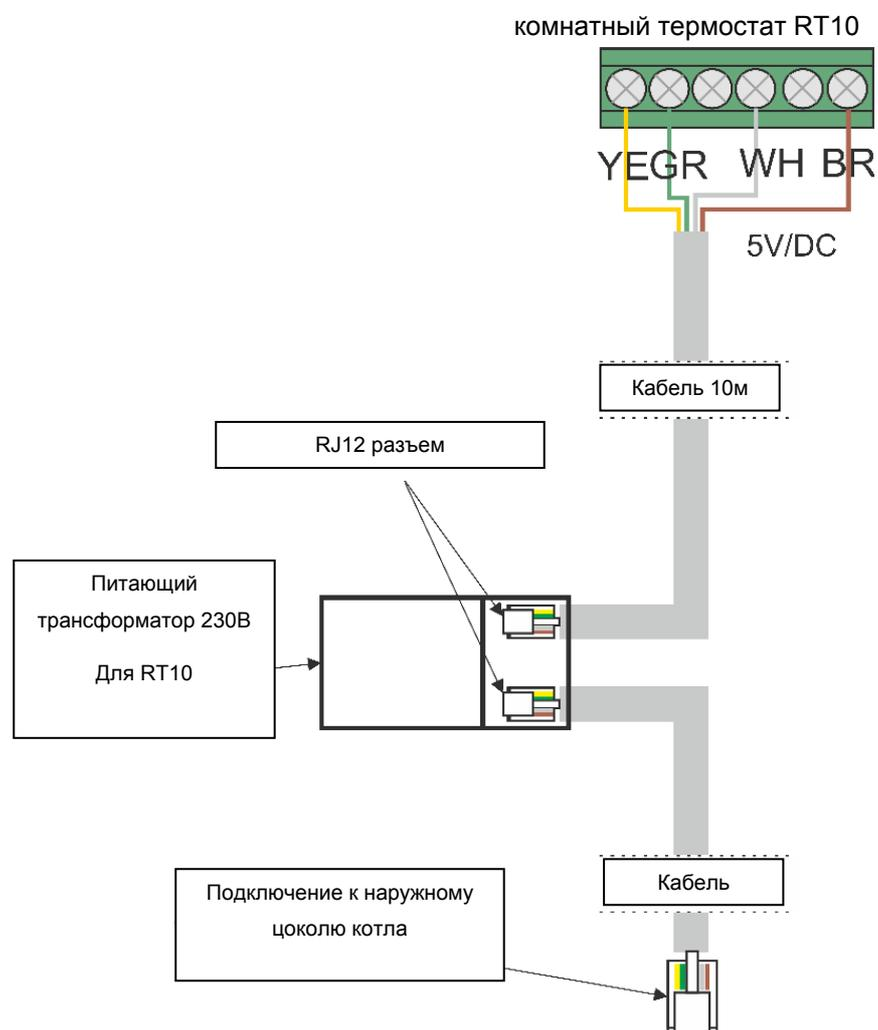 комнатный термостат RT10
YEGR WH BR
5V/DC
Кабель 10м
RJ12 разъем
Питающий
трансформатор 230В
Для RT10
Кабель
Подключение к наружному
цоколю котла